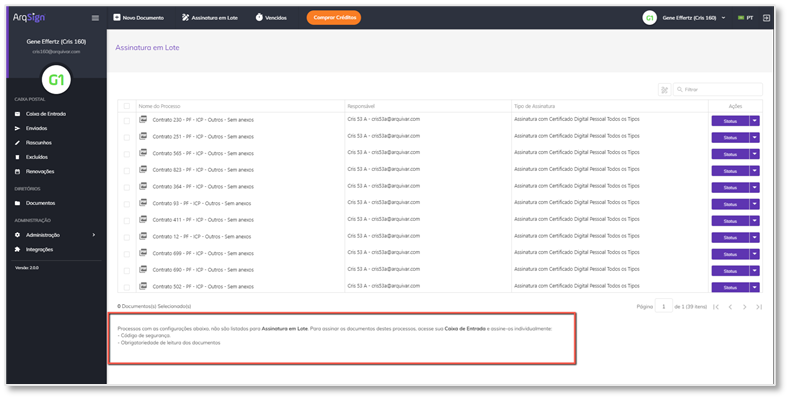 ArqSign
Novo Documento
Assinatura em Lote
Vencidos
Comprar Créditos
G1
Gene Effertz (Cris 160)
PT
Gene Effertz (Cris 160)
cris160@arquivar.com
G1
CAIXA POSTAL
Caixa de Entrada
Enviados
Rascunhos
Excluídos
Renovações
DIRETÓRIOS
Documentos
ADMINISTRAÇÃO
Administração
Integrações
Versão: 2.0.0
Assinatura em Lote
Filtrar
Nome do Processo Responsável Tipo de Assinatura Ações
Contrato 230 - PF - ICP - Outros - Sem anexos Cris 53 A - cris53a@arquivar.com Assinatura com Certificado Digital Pessoal Todos os Tipos Status
Contrato 251 - PF - ICP - Outros - Sem anexos Cris 53 A - cris53a@arquivar.com Assinatura com Certificado Digital Pessoal Todos os Tipos Status
Contrato 565 - PF - ICP - Outros - Sem anexos Cris 53 A - cris53a@arquivar.com Assinatura com Certificado Digital Pessoal Todos os Tipos Status
Contrato 823 - PF - ICP - Outros - Sem anexos Cris 53 A - cris53a@arquivar.com Assinatura com Certificado Digital Pessoal Todos os Tipos Status
Contrato 364 - PF - ICP - Outros - Sem anexos Cris 53 A - cris53a@arquivar.com Assinatura com Certificado Digital Pessoal Todos os Tipos Status
Contrato 93 - PF - ICP - Outros - Sem anexos Cris 53 A - cris53a@arquivar.com Assinatura com Certificado Digital Pessoal Todos os Tipos Status
Contrato 411 - PF - ICP - Outros - Sem anexos Cris 53 A - cris53a@arquivar.com Assinatura com Certificado Digital Pessoal Todos os Tipos Status
Contrato 12 - PF - ICP - Outros - Sem anexos Cris 53 A - cris53a@arquivar.com Assinatura com Certificado Digital Pessoal Todos os Tipos Status
Contrato 699 - PF - ICP - Outros - Sem anexos Cris 53 A - cris53a@arquivar.com Assinatura com Certificado Digital Pessoal Todos os Tipos Status
Contrato 690 - PF - ICP - Outros - Sem anexos Cris 53 A - cris53a@arquivar.com Assinatura com Certificado Digital Pessoal Todos os Tipos Status
Contrato 502 - PF - ICP - Outros - Sem anexos Cris 53 A - cris53a@arquivar.com Assinatura com Certificado Digital Pessoal Todos os Tipos Status
0 Documentos(s) Selecionado(s)
Página 1 de 1 (39 itens)
Processos com as configurações abaixo, não são listados para Assinatura em Lote. Para assinar os documentos destes processos, acesse sua Caixa de Entrada e assine-os individualmente:
- Código de segurança.
- Obrigatoriedade de leitura dos documentos